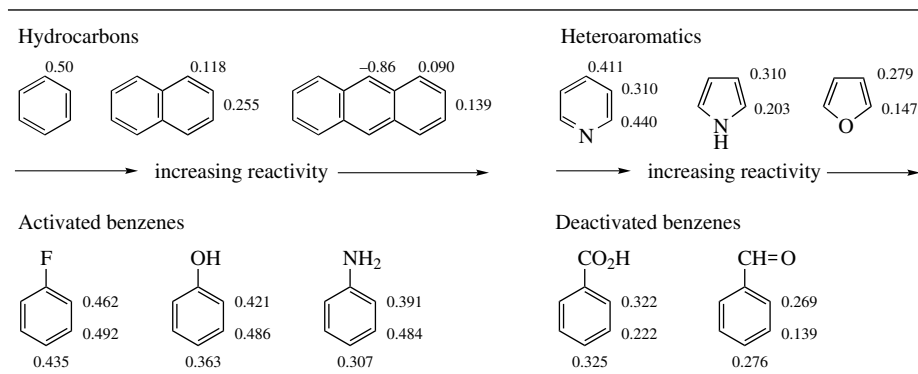 Hydrocarbons
Heteroaromatics
0.50
0.118
0.255
–0.86
0.090
0.139
0.411
0.310
0.440
N
0.310
0.203
N
H
0.279
0.147
O
increasing reactivity
increasing reactivity
Activated benzenes
Deactivated benzenes
F
0.462
0.492
0.435
OH
0.421
0.486
0.363
NH2
0.391
0.484
0.307
CO2H
0.322
0.222
0.325
CH=O
0.269
0.139
0.276